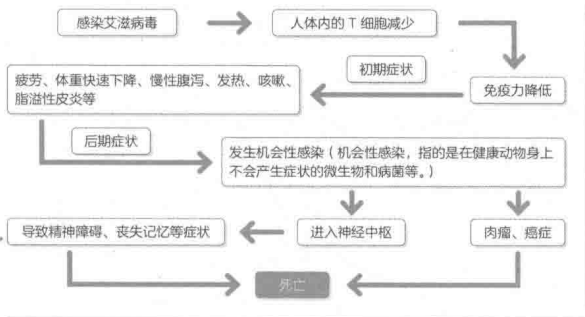 感染艾滋病毒
人体内的 T 细胞减少
初期症状
免疫力降低
疲劳、体重快速下降、慢性腹泻、发热、咳嗽、
脂溢性皮炎等
后期症状
发生机会性感染（机会性感染，指的是在健康动物身上
不会产生症状的微生物和病菌等。）
导致精神障碍、丧失记忆等症状
进入神经中枢
肉瘤、癌症
死亡